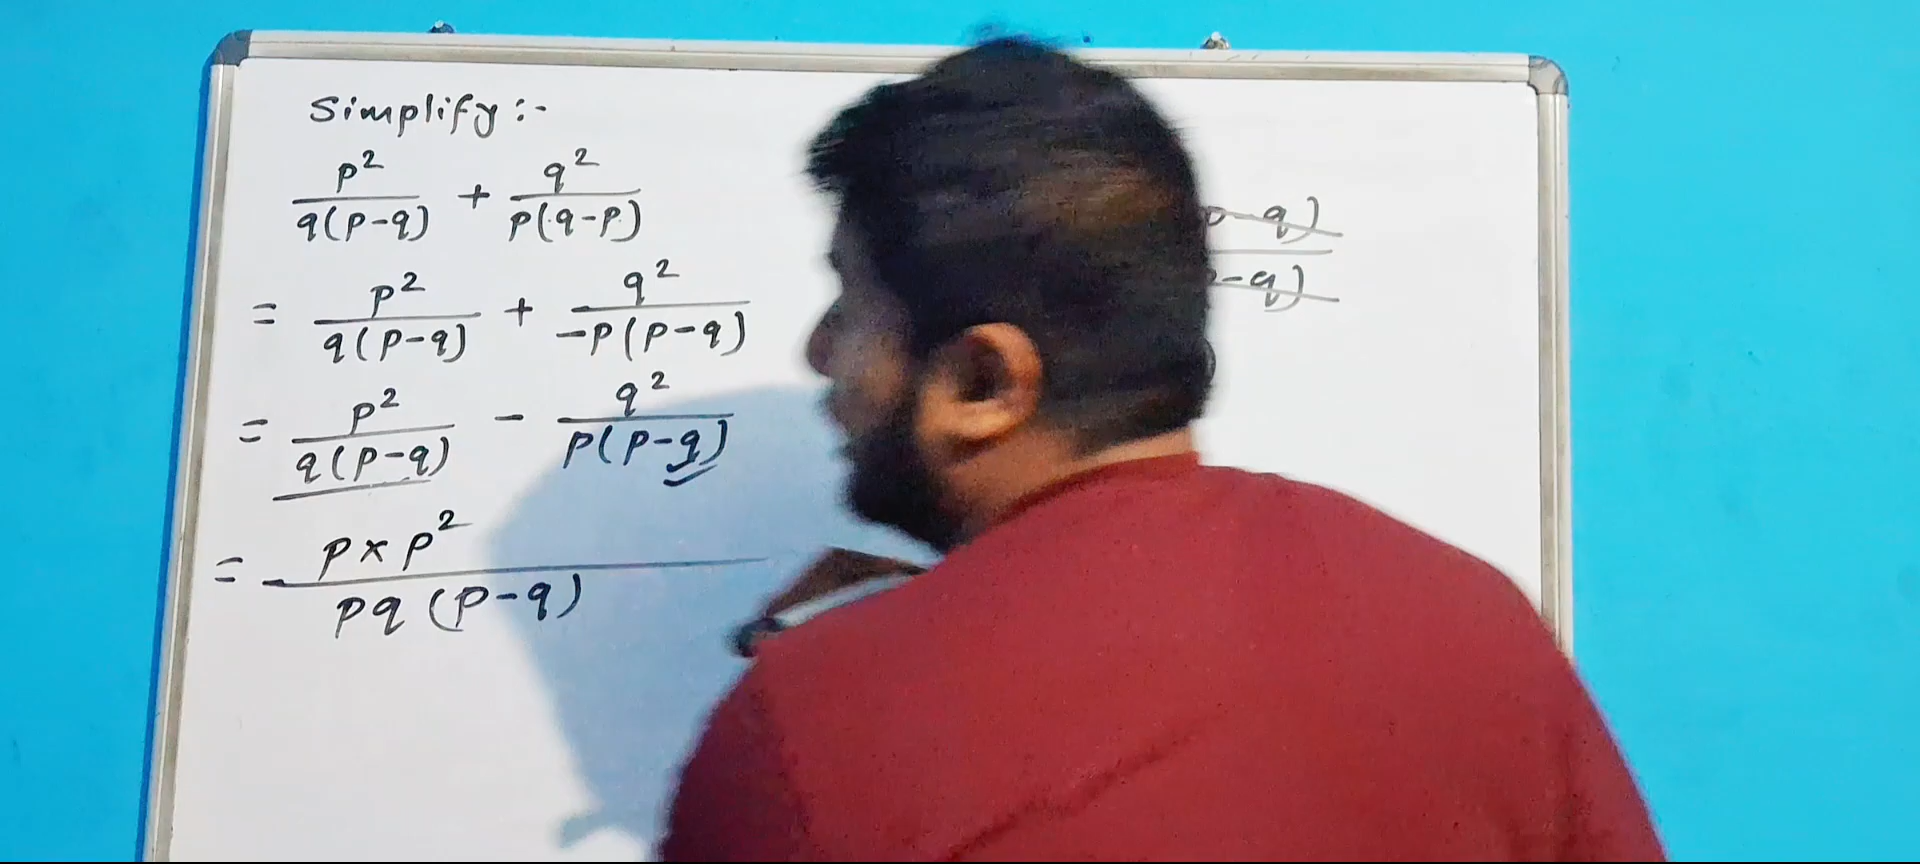 Simplify :-
p²/q(p-q) + q²/p(q-p)
= p²/q(p-q) + q²/-p(p-q)
= p²/q(p-q) - q²/p(p-q)
= p × p²/pq (p-q)
-q)
-q)